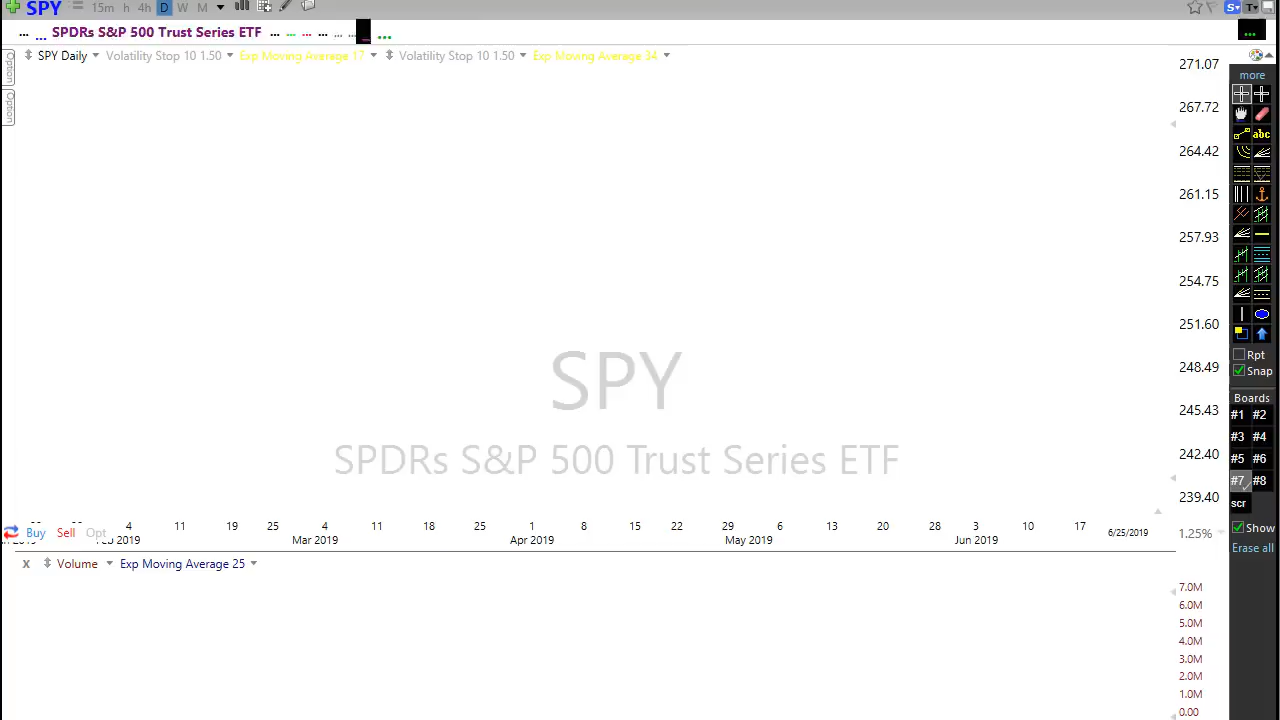 SPY 15m h 4h D W M S T
... ... SPDRs S&P 500 Trust Series ETF ... ... ... ... ... ... ...
SPY Daily Volatility Stop 10 1.50 Exp Moving Average 17 Volatility Stop 10 1.50 Exp Moving Average 34
Option
Option
271.07
267.72
264.42
261.15
257.93
254.75
251.60
248.49
245.43
242.40
239.40
more
abc
Rpt
Snap
Boards
#1 #2
#3 #4
#5 #6
#7 #8
scr
Show
Erase all
SPY
SPDRs S&P 500 Trust Series ETF
4 11 19 25 4 11 18 25 1 8 15 22 29 6 13 20 28 3 10 17 6/25/2019
Buy Sell Opt 1.25%
2019 Mar 2019 Apr 2019 May 2019 Jun 2019
x Volume Exp Moving Average 25
7.0M
6.0M
5.0M
4.0M
3.0M
2.0M
1.0M
0.00